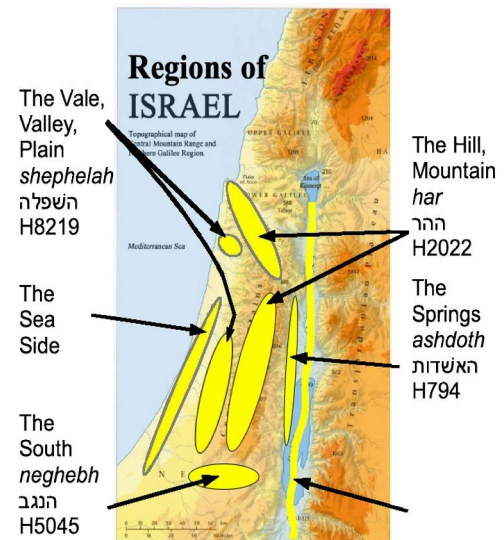 Regions of
ISRAEL
Topographical map of
Central Mountain Range and
Northern Galilee Region.
The Vale,
Valley,
Plain
shephelah
השפלה
H8219
The
Sea
Side
The
South
neghebh
הנגב
H5045
The Hill,
Mountain
har
ההר
H2022
The
Springs
ashdoth
האשדות
H794
UPPER GALILEE
LOWER GALILEE
Sea of
Mediterranean Sea